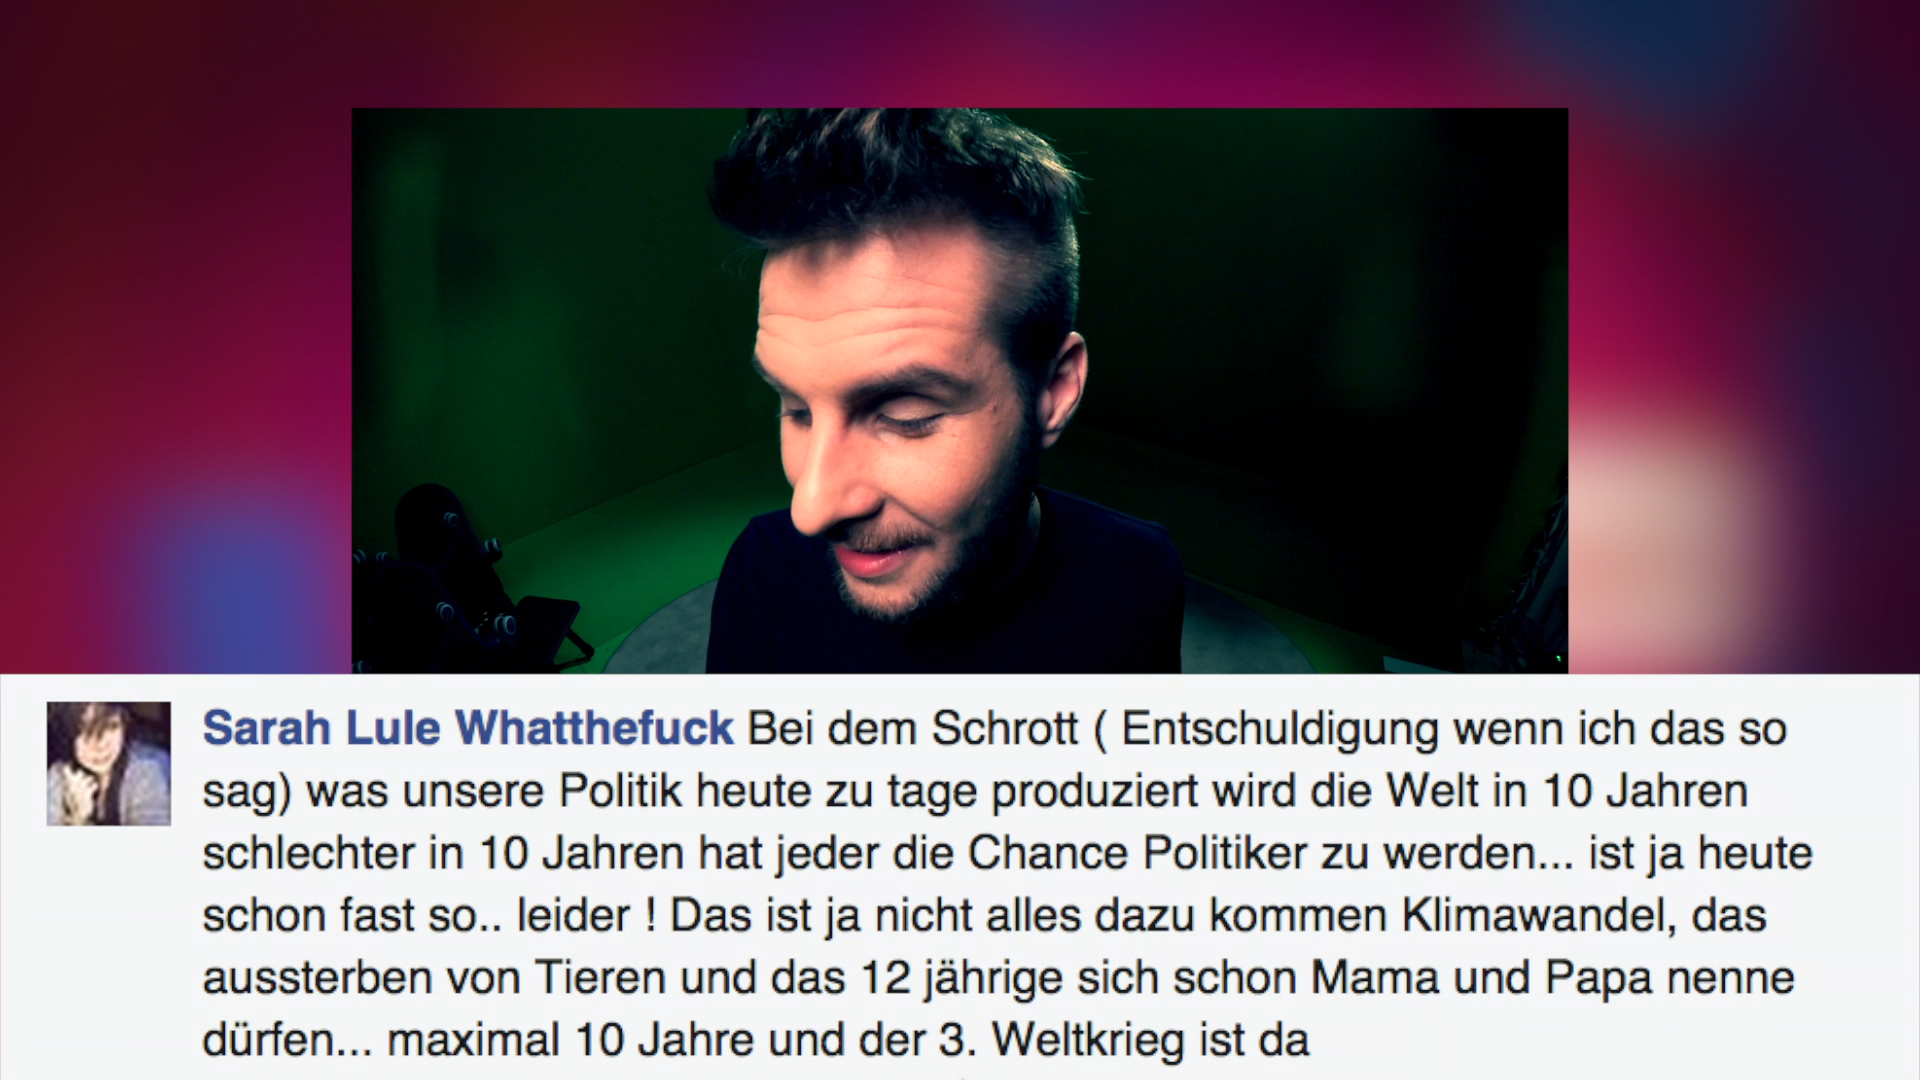 Sarah Lule Whatthefuck Bei dem Schrott ( Entschuldigung wenn ich das so
sag) was unsere Politik heute zu tage produziert wird die Welt in 10 Jahren
schlechter in 10 Jahren hat jeder die Chance Politiker zu werden... ist ja heute
schon fast so.. leider ! Das ist ja nicht alles dazu kommen Klimawandel, das
aussterben von Tieren und das 12 jährige sich schon Mama und Papa nenne
dürfen... maximal 10 Jahre und der 3. Weltkrieg ist da